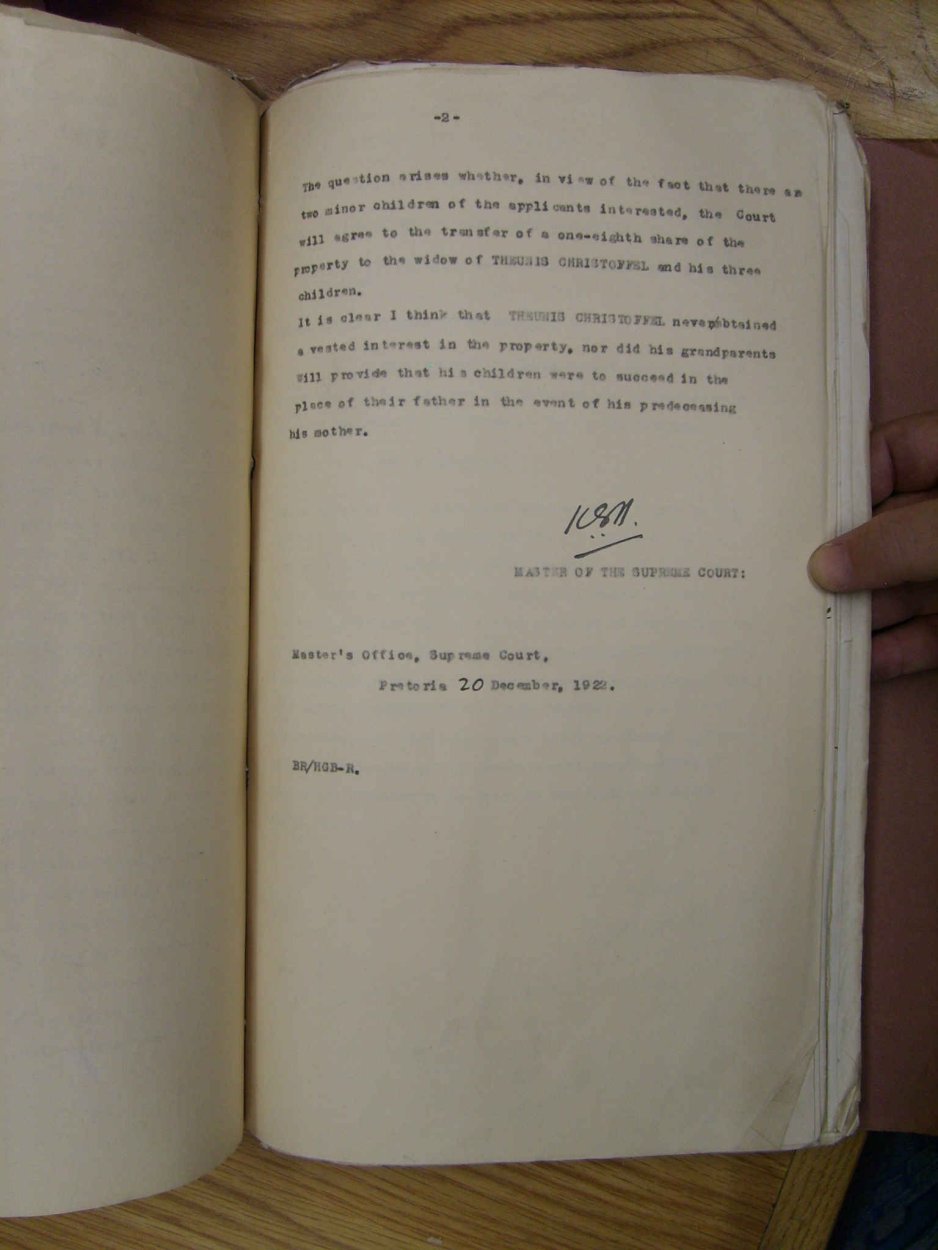 -2-
The question arises whether, in view of the fact that there are
two minor children of the applicants interested, the Court
will agree to the transfer of a one-eighth share of the
property to the widow of THEUNIS CHRISTOFFEL and his three
children.
It is clear I think that THEUNIS CHRISTOFFEL never obtained
a vested interest in the property, nor did his grandparents
will provide that his children were to succeed in the
place of their father in the event of his predeceasing
his mother.
MASTER OF THE SUPREME COURT:
Master's Office, Supreme Court,
Pretoria 20 December, 1922.
BR/HGB-R.